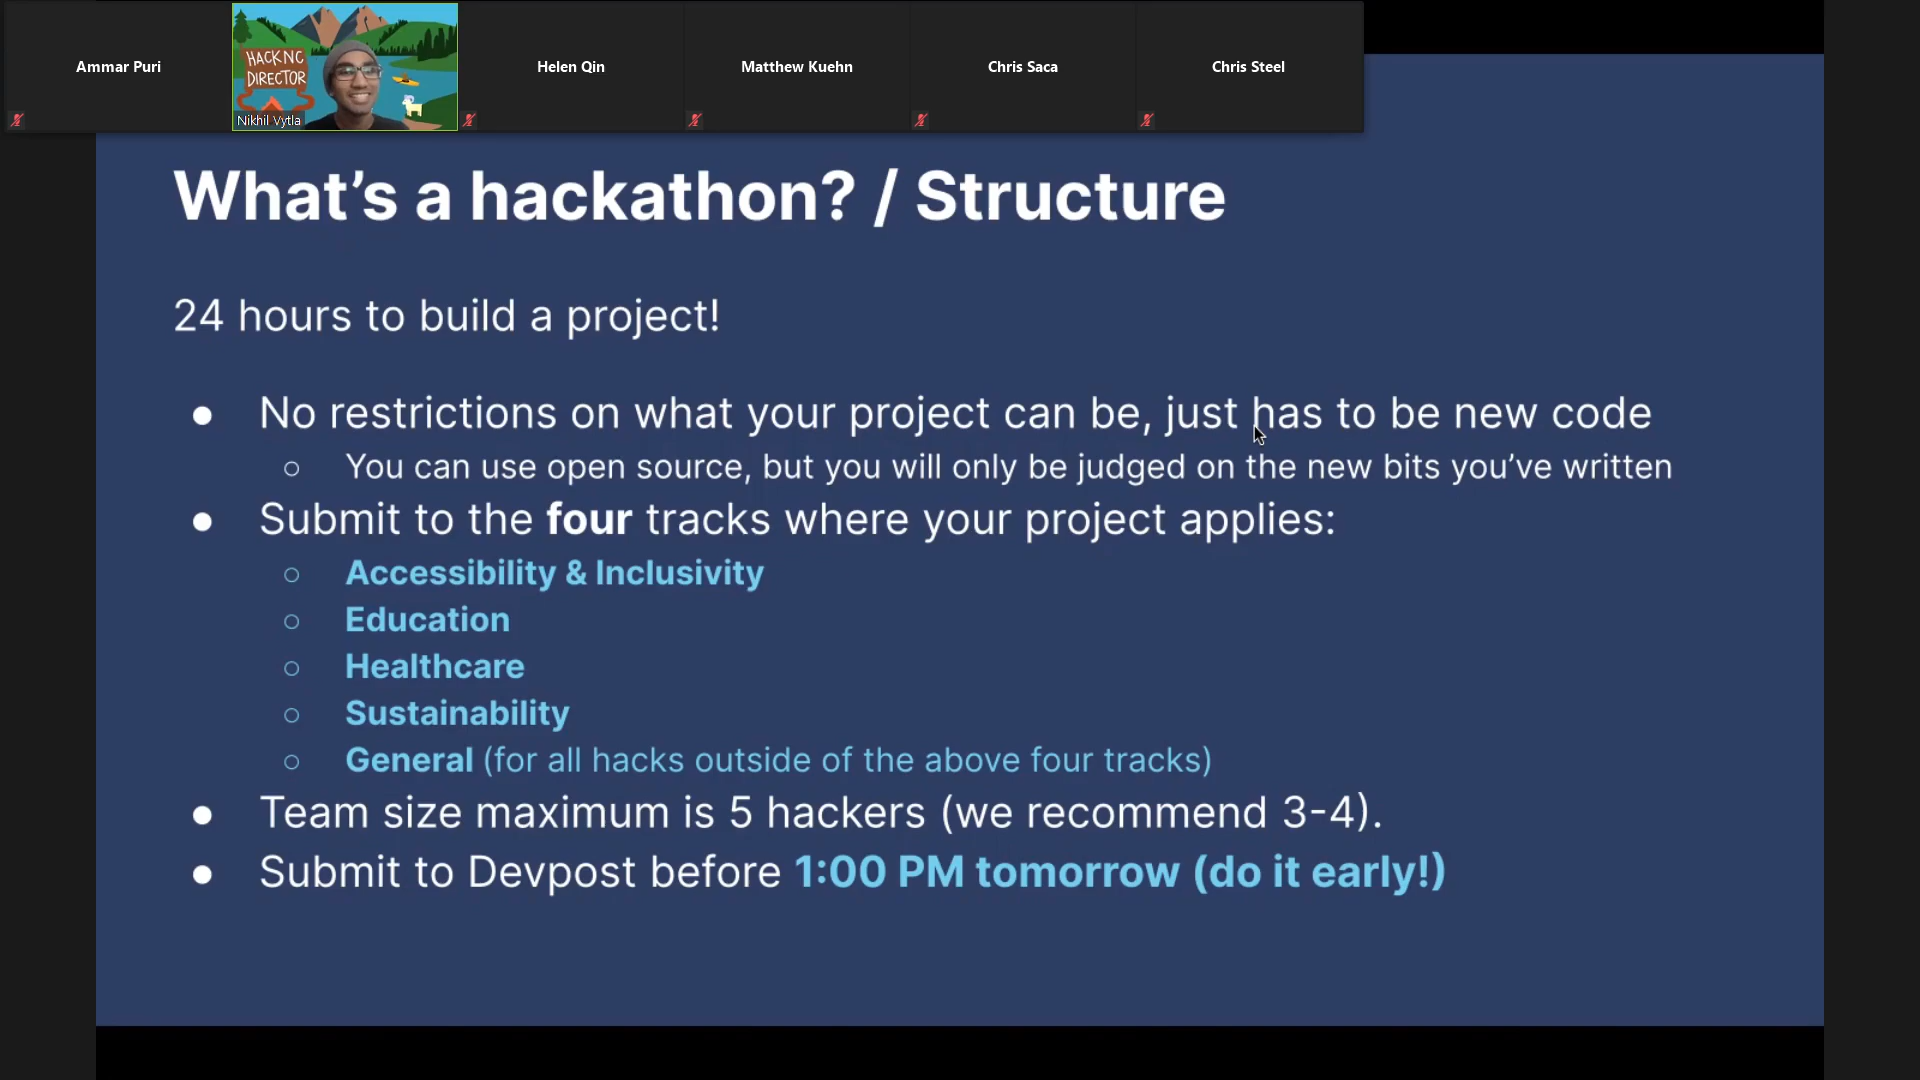 Ammar Puri
HACK NC
DIRECTOR
Nikhil Vytla
Helen Qin
Matthew Kuehn
Chris Saca
Chris Steel
What’s a hackathon? / Structure
24 hours to build a project!
● No restrictions on what your project can be, just has to be new code
○ You can use open source, but you will only be judged on the new bits you’ve written
● Submit to the four tracks where your project applies:
○ Accessibility & Inclusivity
○ Education
○ Healthcare
○ Sustainability
○ General (for all hacks outside of the above four tracks)
● Team size maximum is 5 hackers (we recommend 3-4).
● Submit to Devpost before 1:00 PM tomorrow (do it early!)